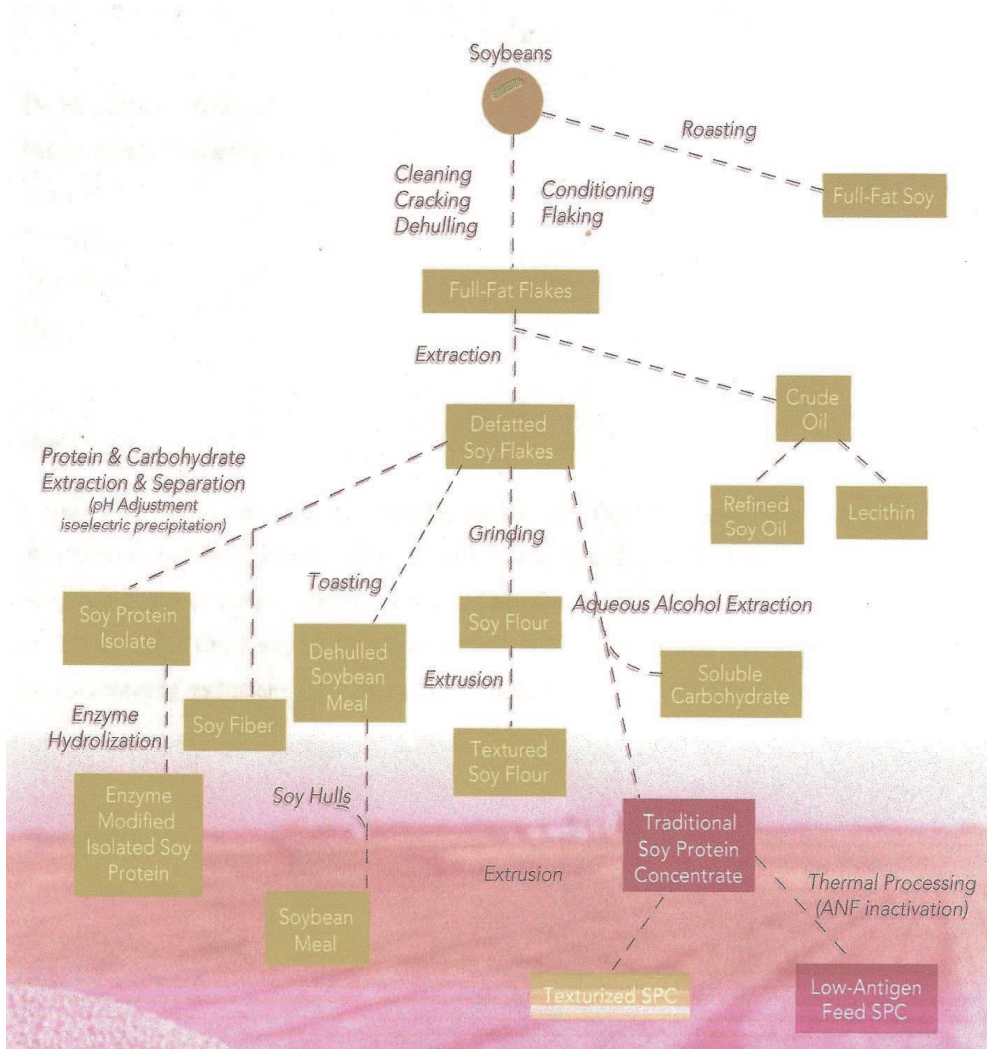 Soybeans
Roasting
Full-Fat Soy
Cleaning
Cracking
Dehulling
Conditioning
Flaking
Full-Fat Flakes
Extraction
Crude
Oil
Defatted
Soy Flakes
Refined
Soy Oil
Lecithin
Protein & Carbohydrate
Extraction & Separation
(pH Adjustment
isoelectric precipitation)
Grinding
Toasting
Aqueous Alcohol Extraction
Soy Protein
Isolate
Soy Flour
Dehulled
Soybean
Meal
Soluble
Carbohydrate
Extrusion
Soy Fiber
Enzyme
Hydrolization
Textured
Soy Flour
Enzyme
Modified
Isolated Soy
Protein
Soy Hulls
Traditional
Soy Protein
Concentrate
Extrusion
Thermal Processing
(ANF inactivation)
Soybean
Meal
Texturized SPC
Low-Antigen
Feed SPC